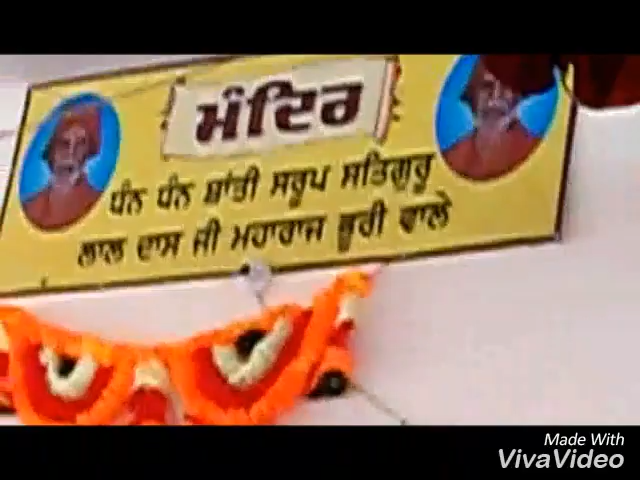 ਮੰਦਿਰ
ਧੰਨ ਧੰਨ ਸ਼ਾਂਤੀ ਸਰੂਪ ਸਤਿਗੁਰੂ
ਲਾਲ ਦਾਸ ਜੀ ਮਹਾਰਾਜ ਭੂਰੀ ਵਾਲੇ
Made With
VivaVideo